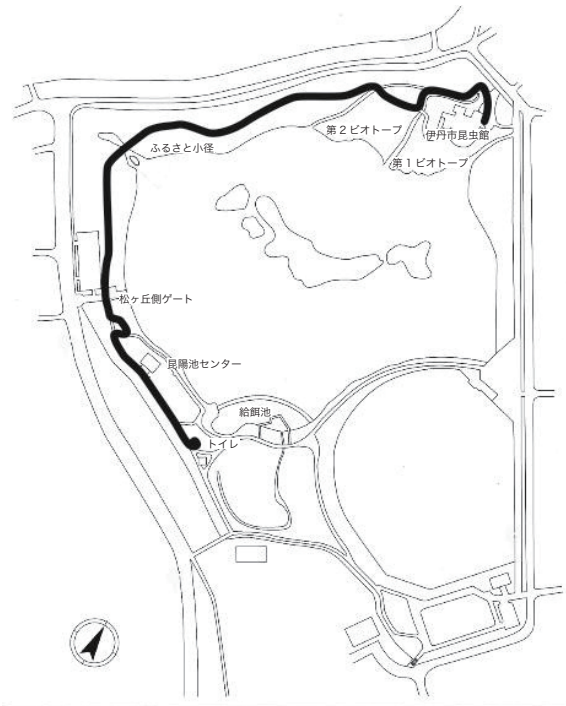 第２ビオトープ
伊丹市昆虫館
ふるさと小径
第１ビオトープ
松ヶ丘側ゲート
昆陽池センター
給餌池
トイレ